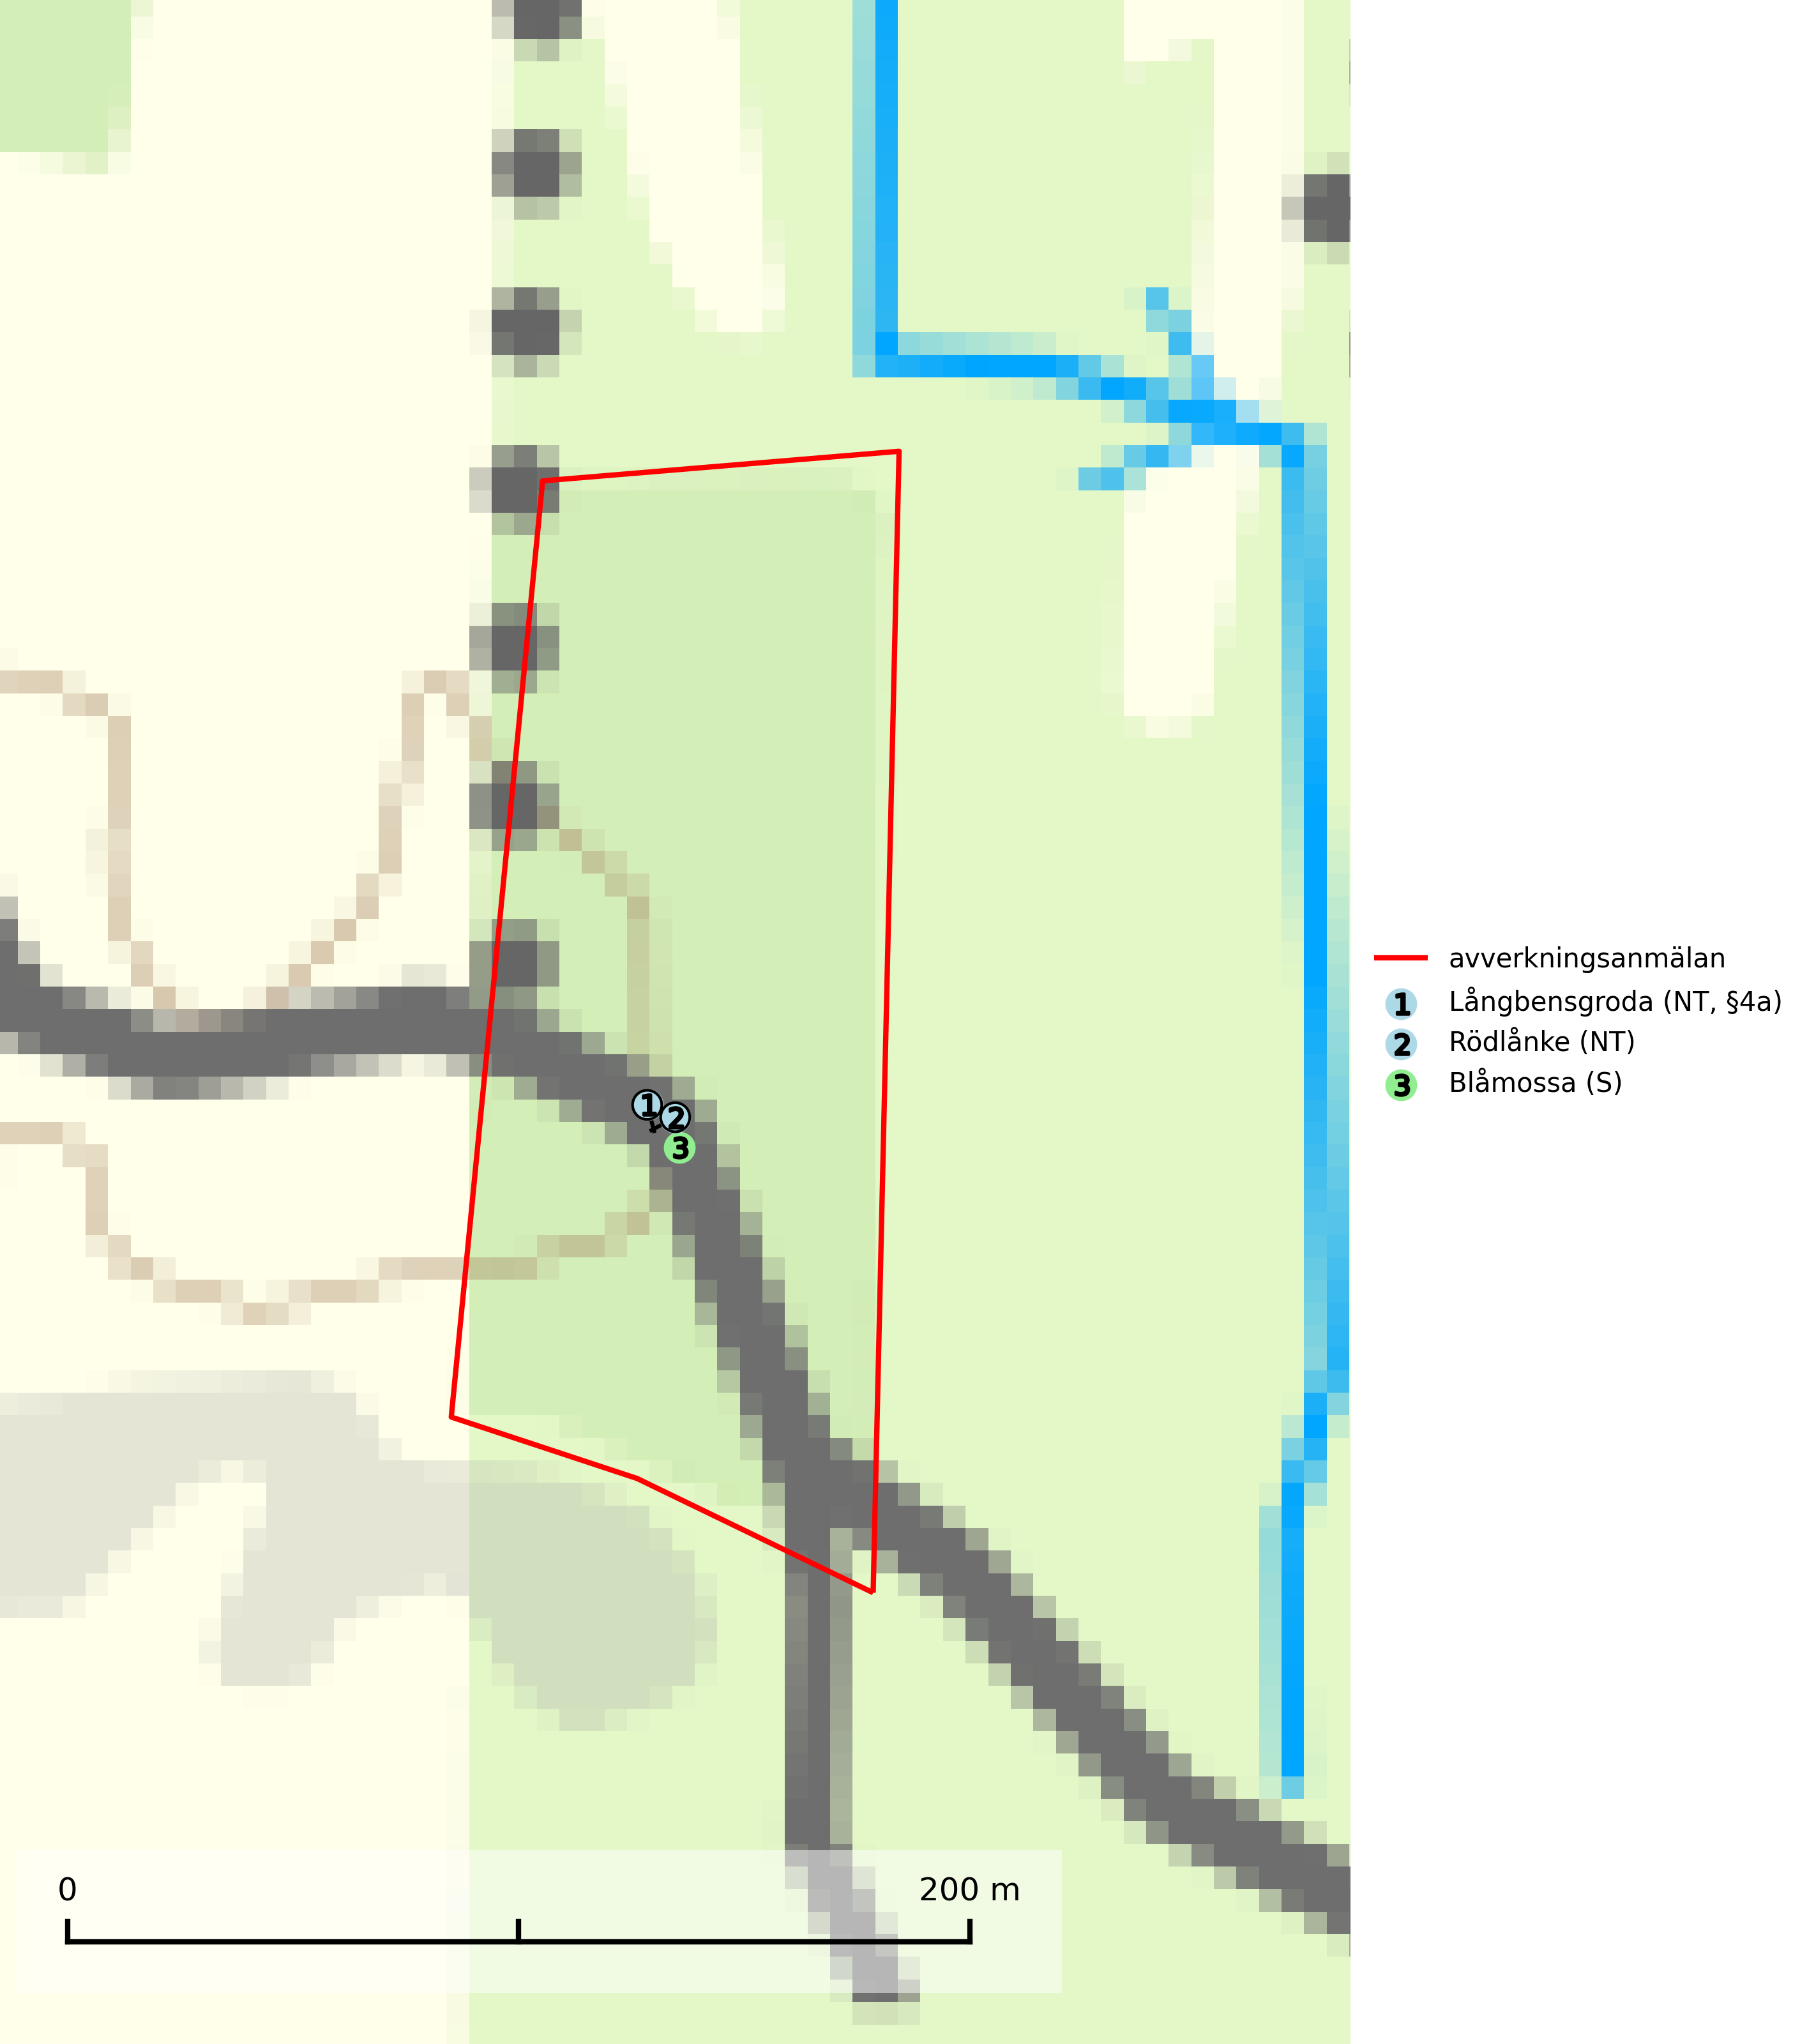 1 2
3
avverkningsanmälan
1 Långbensgroda (NT, §4a)
2 Rödlånke (NT)
3 Blåmossa (S)
0 200 m